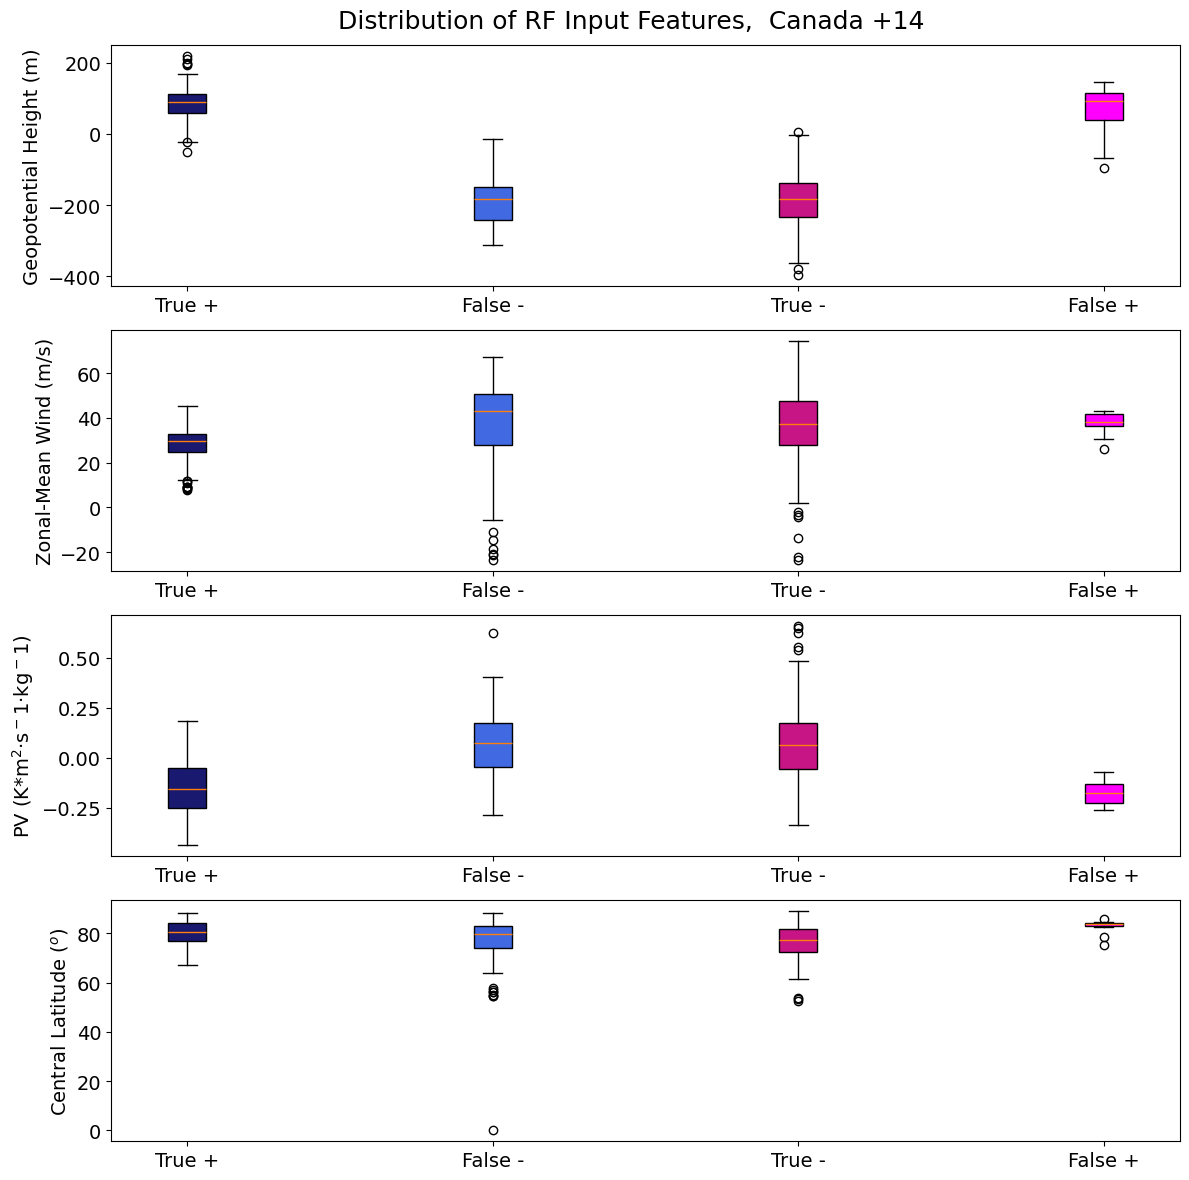 Distribution of RF Input Features,  Canada +14
Geopotential Height (m)
200
0
−200
−400
True +
False -
True -
False +
Zonal-Mean Wind (m/s)
60
40
20
0
−20
True +
False -
True -
False +
PV (K*m²·s⁻1·kg⁻1)
0.50
0.25
0.00
−0.25
True +
False -
True -
False +
Central Latitude (°)
80
60
40
20
0
True +
False -
True -
False +